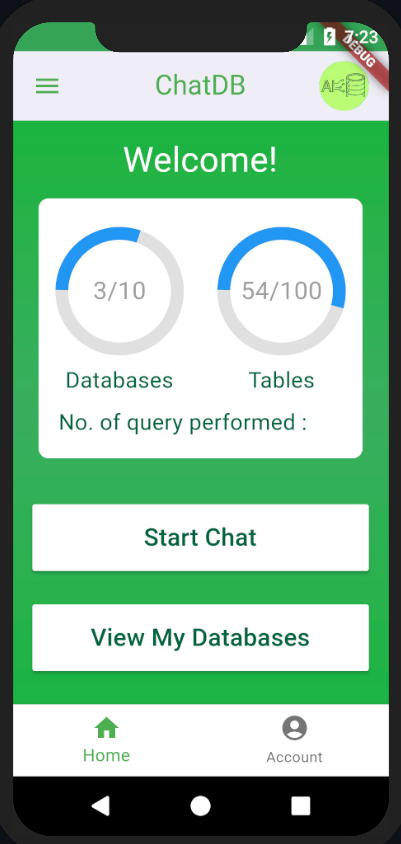 7:23
DEBUG
ChatDB
AI
Welcome!
3/10
54/100
Databases
Tables
No. of query performed :
Start Chat
View My Databases
Home
Account